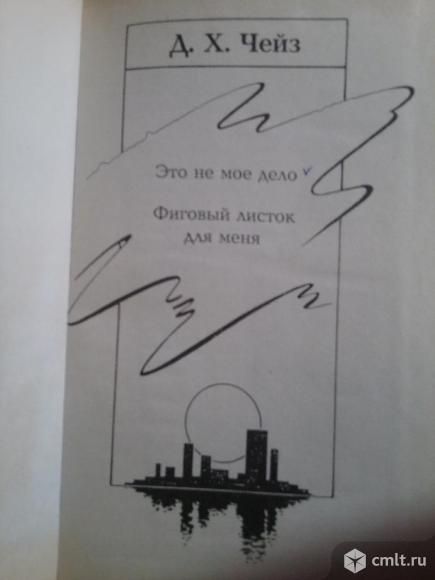 Д. Х. Чейз
Это не мое дело
Фиговый листок
для меня
cmlt.ru